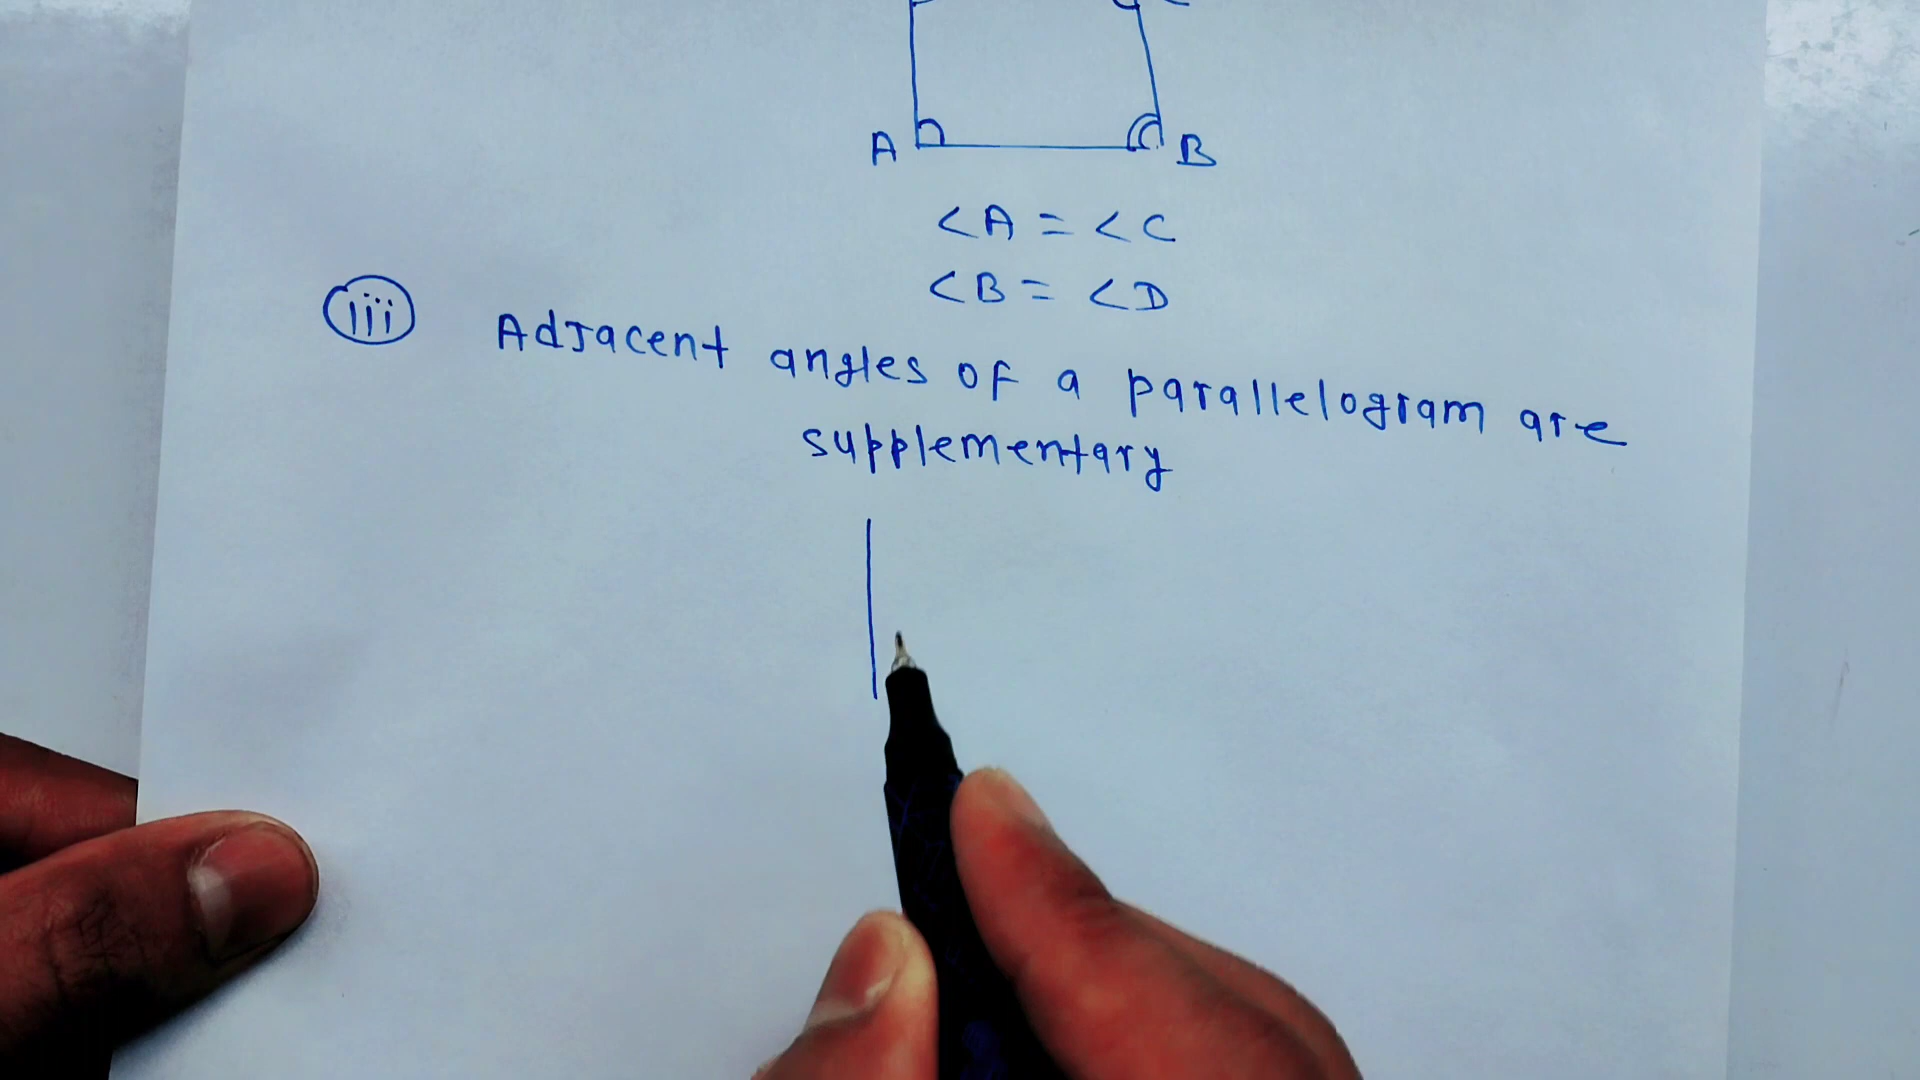 A B
<A = <C
<B = <D
iii Adjacent angles of a parallelogram are
supplementary